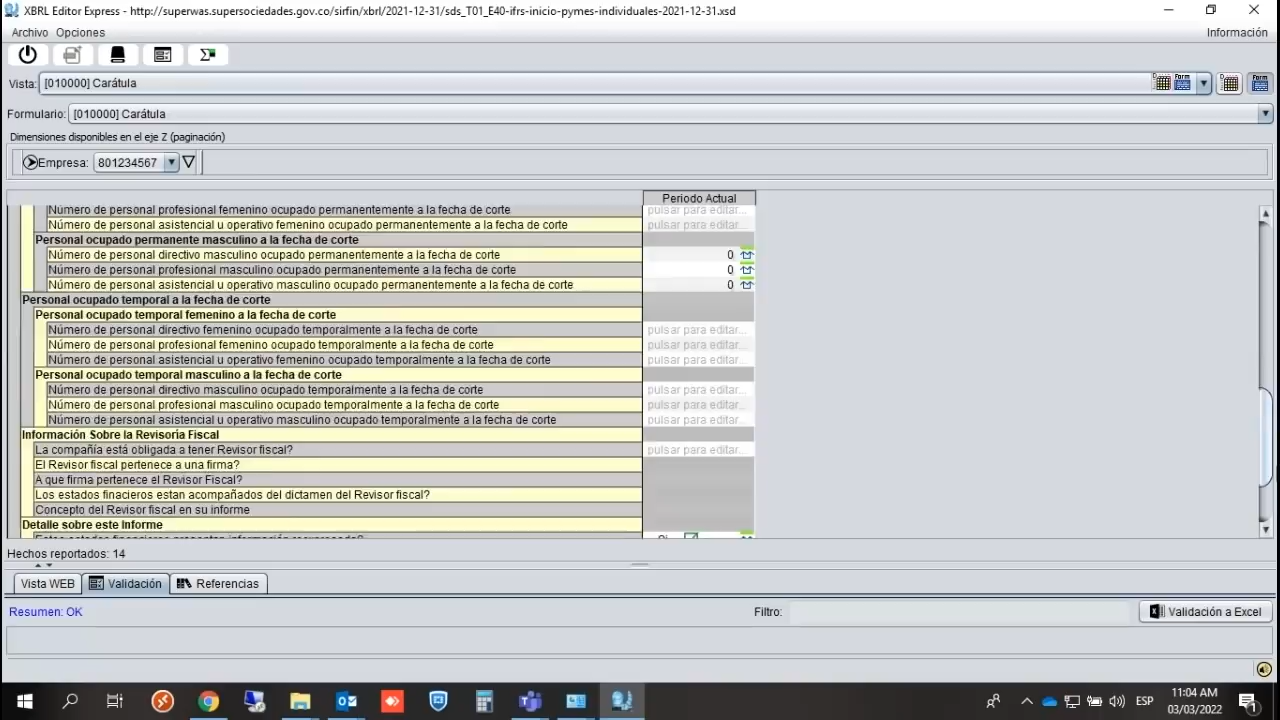 XBRL Editor Express - http://superwas.supersociedades.gov.co/sirfin/xbrl/2021-12-31/sds_T01_E40-ifrs-inicio-pymes-individuales-2021-12-31.xsd
Archivo Opciones Información
Vista: [010000] Carátula
Formulario: [010000] Carátula
Dimensiones disponibles en el eje Z (paginación)
Empresa: 801234567
Periodo Actual
Número de personal profesional femenino ocupado permanentemente a la fecha de corte pulsar para editar...
Número de personal asistencial u operativo femenino ocupado permanentemente a la fecha de corte pulsar para editar...
Personal ocupado permanente masculino a la fecha de corte
Número de personal directivo masculino ocupado permanentemente a la fecha de corte 0
Número de personal profesional masculino ocupado permanentemente a la fecha de corte 0
Número de personal asistencial u operativo masculino ocupado permanentemente a la fecha de corte 0
Personal ocupado temporal a la fecha de corte
Personal ocupado temporal femenino a la fecha de corte
Número de personal directivo femenino ocupado temporalmente a la fecha de corte pulsar para editar...
Número de personal profesional femenino ocupado temporalmente a la fecha de corte pulsar para editar...
Número de personal asistencial u operativo femenino ocupado temporalmente a la fecha de corte pulsar para editar...
Personal ocupado temporal masculino a la fecha de corte
Número de personal directivo masculino ocupado temporalmente a la fecha de corte pulsar para editar...
Número de personal profesional masculino ocupado temporalmente a la fecha de corte pulsar para editar...
Número de personal asistencial u operativo masculino ocupado temporalmente a la fecha de corte pulsar para editar...
Información Sobre la Revisoría Fiscal
La compañía está obligada a tener Revisor fiscal? pulsar para editar...
El Revisor fiscal pertenece a una firma?
A que firma pertenece el Revisor Fiscal?
Los estados finacieros estan acompañados del dictamen del Revisor fiscal?
Concepto del Revisor fiscal en su informe
Detalle sobre este Informe
Hechos reportados: 14
Vista WEB Validación Referencias
Resumen: OK Filtro: Validación a Excel
ESP 11:04 AM
03/03/2022 1